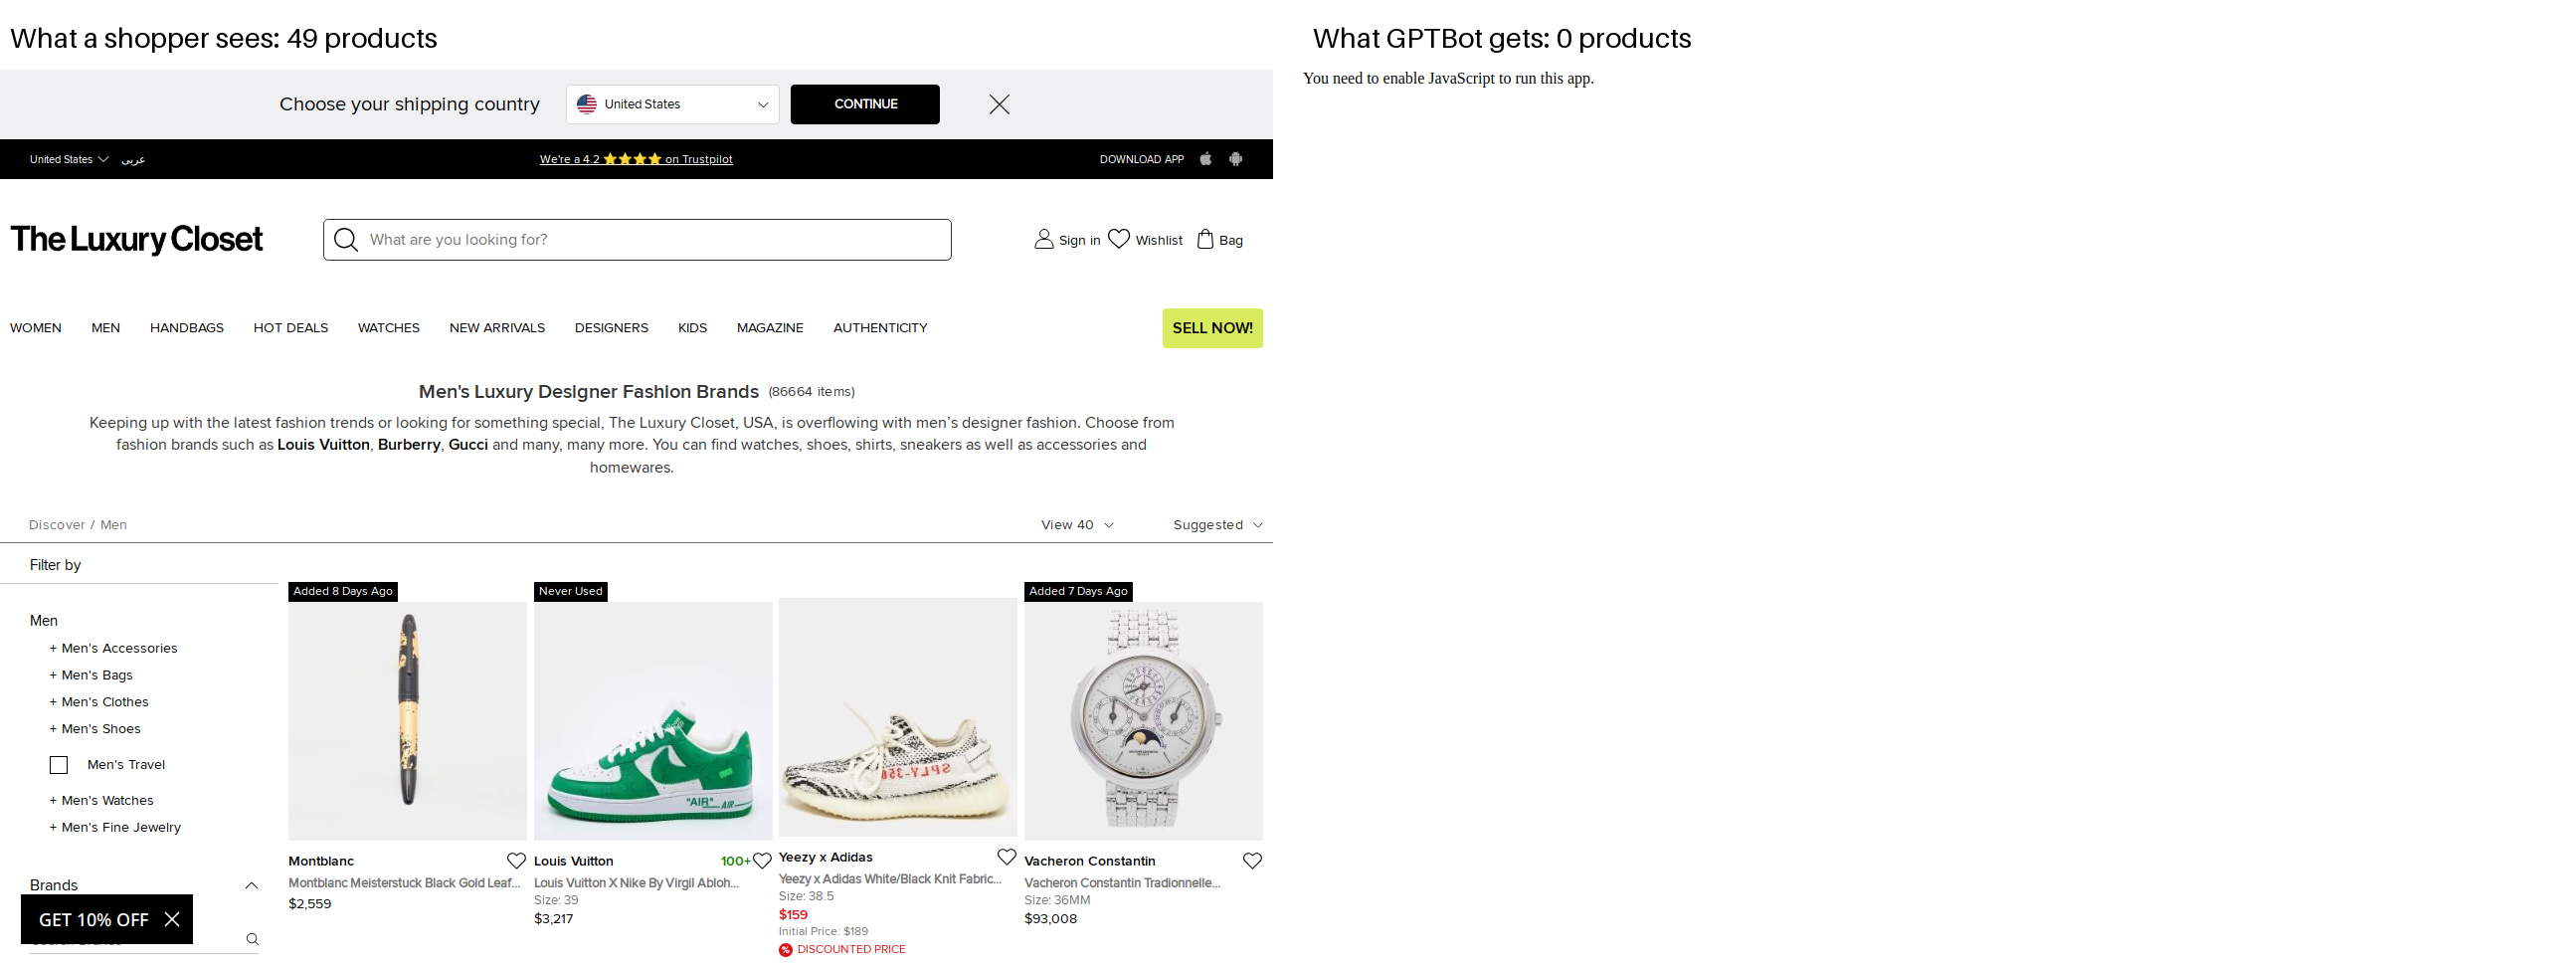 What a shopper sees: 49 products
What GPTBot gets: 0 products
You need to enable JavaScript to run this app.
Choose your shipping country
United States
CONTINUE
United States
عربى
We're a 4.2 ⭐⭐⭐⭐ on Trustpilot
DOWNLOAD APP
The Luxury Closet
What are you looking for?
Sign in
Wishlist
Bag
WOMEN MEN HANDBAGS HOT DEALS WATCHES NEW ARRIVALS DESIGNERS KIDS MAGAZINE AUTHENTICITY
SELL NOW!
Men's Luxury Designer Fashion Brands (86664 items)
Keeping up with the latest fashion trends or looking for something special, The Luxury Closet, USA, is overflowing with men’s designer fashion. Choose from
fashion brands such as Louis Vuitton, Burberry, Gucci and many, many more. You can find watches, shoes, shirts, sneakers as well as accessories and
homewares.
Discover / Men
View 40
Suggested
Filter by
Men
+ Men's Accessories
+ Men's Bags
+ Men's Clothes
+ Men's Shoes
Men's Travel
+ Men's Watches
+ Men's Fine Jewelry
Brands
GET 10% OFF
Added 8 Days Ago
Montblanc
Montblanc Meisterstuck Black Gold Leaf...
$2,559
Never Used
"AIR"
AIR
Louis Vuitton
100+
Louis Vuitton X Nike By Virgil Abloh...
Size: 39
$3,217
SPLY-350
Yeezy x Adidas
Yeezy x Adidas White/Black Knit Fabric...
Size: 38.5
$159
Initial Price: $189
% DISCOUNTED PRICE
Added 7 Days Ago
Vacheron Constantin
Vacheron Constantin Tradionnelle...
Size: 36MM
$93,008